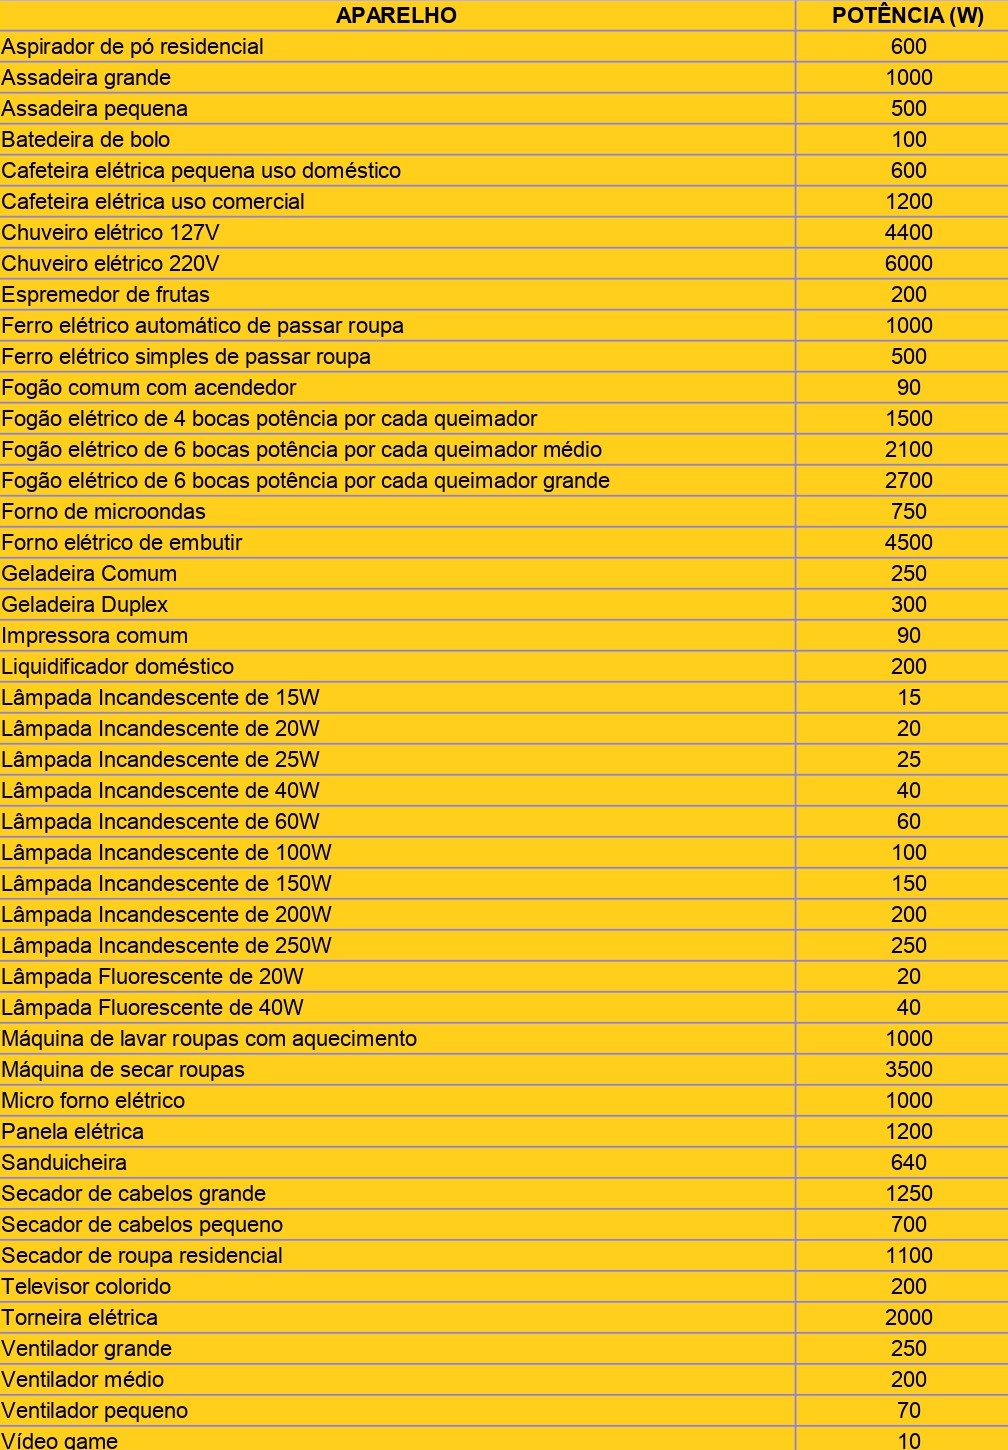 APARELHO POTÊNCIA (W)
Aspirador de pó residencial 600
Assadeira grande 1000
Assadeira pequena 500
Batedeira de bolo 100
Cafeteira elétrica pequena uso doméstico 600
Cafeteira elétrica uso comercial 1200
Chuveiro elétrico 127V 4400
Chuveiro elétrico 220V 6000
Espremedor de frutas 200
Ferro elétrico automático de passar roupa 1000
Ferro elétrico simples de passar roupa 500
Fogão comum com acendedor 90
Fogão elétrico de 4 bocas potência por cada queimador 1500
Fogão elétrico de 6 bocas potência por cada queimador médio 2100
Fogão elétrico de 6 bocas potência por cada queimador grande 2700
Forno de microondas 750
Forno elétrico de embutir 4500
Geladeira Comum 250
Geladeira Duplex 300
Impressora comum 90
Liquidificador doméstico 200
Lâmpada Incandescente de 15W 15
Lâmpada Incandescente de 20W 20
Lâmpada Incandescente de 25W 25
Lâmpada Incandescente de 40W 40
Lâmpada Incandescente de 60W 60
Lâmpada Incandescente de 100W 100
Lâmpada Incandescente de 150W 150
Lâmpada Incandescente de 200W 200
Lâmpada Incandescente de 250W 250
Lâmpada Fluorescente de 20W 20
Lâmpada Fluorescente de 40W 40
Máquina de lavar roupas com aquecimento 1000
Máquina de secar roupas 3500
Micro forno elétrico 1000
Panela elétrica 1200
Sanduicheira 640
Secador de cabelos grande 1250
Secador de cabelos pequeno 700
Secador de roupa residencial 1100
Televisor colorido 200
Torneira elétrica 2000
Ventilador grande 250
Ventilador médio 200
Ventilador pequeno 70
Vídeo game 10